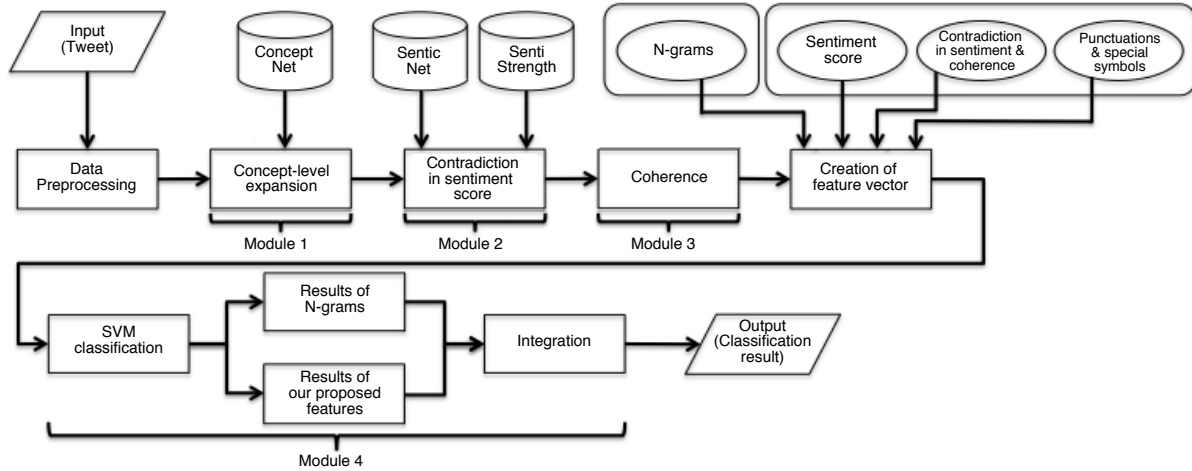 Input
(Tweet)
Concept
Net
Sentic
Net
Senti
Strength
N-grams
Sentiment
score
Contradiction
in sentiment &
coherence
Punctuations
& special
symbols
Data
Preprocessing
Concept-level
expansion
Contradiction
in sentiment
score
Coherence
Creation of
feature vector
Module 1
Module 2
Module 3
SVM
classification
Results of
N-grams
Results of
our proposed
features
Integration
Output
(Classification
result)
Module 4